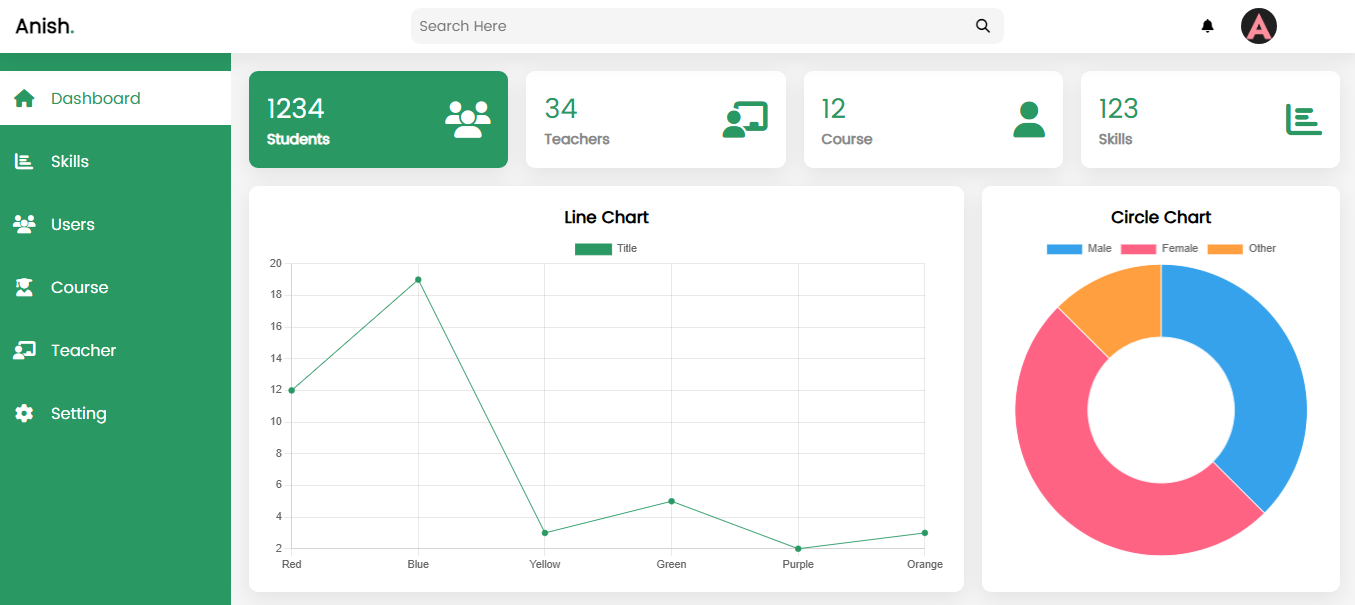 Anish.
Search Here
A
Dashboard
Skills
Users
Course
Teacher
Setting
1234
Students
34
Teachers
12
Course
123
Skills
Line Chart
Title
20
18
16
14
12
10
8
6
4
2
Red Blue Yellow Green Purple Orange
Circle Chart
Male Female Other